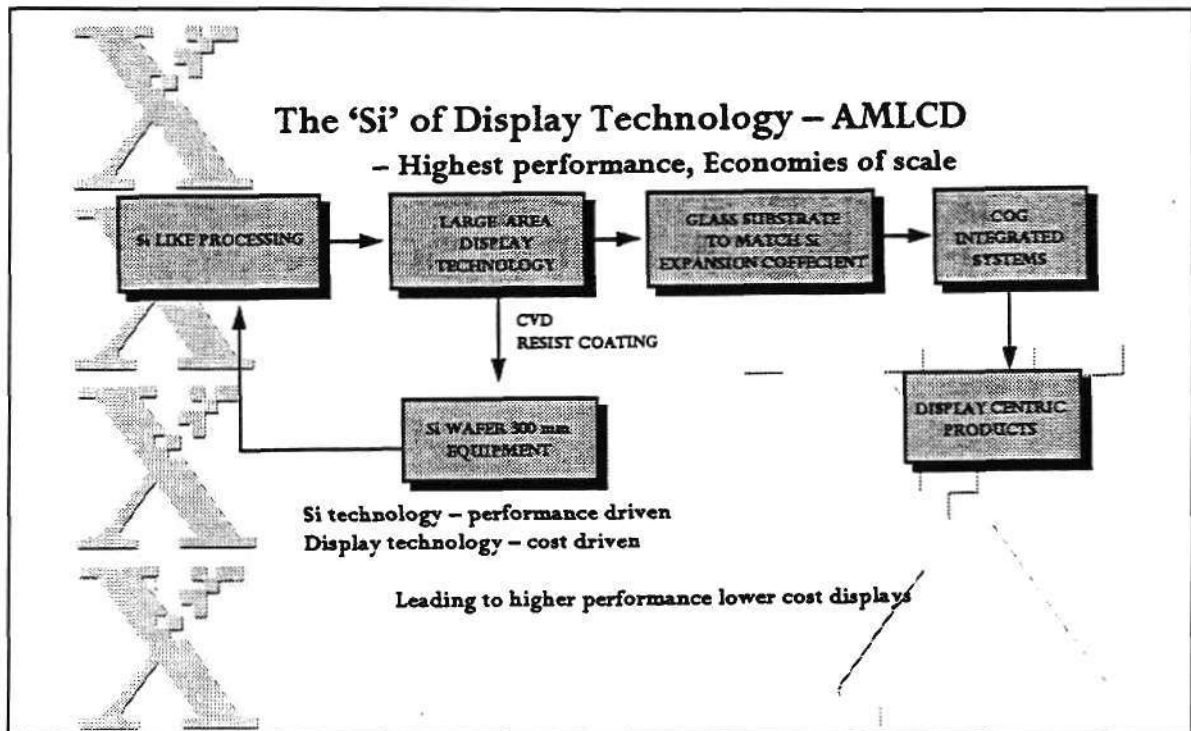 The ‘Si’ of Display Technology – AMLCD
– Highest performance, Economies of scale
Si LIKE PROCESSING
LARGE-AREA
DISPLAY
TECHNOLOGY
GLASS SUBSTRATE
TO MATCH Si
EXPANSION COFFECIENT
COG
INTEGRATED
SYSTEMS
CVD
RESIST COATING
Si WAFER 300 mm
EQUIPMENT
DISPLAY CENTRIC
PRODUCTS
Si technology – performance driven
Display technology – cost driven
Leading to higher performance lower cost displays